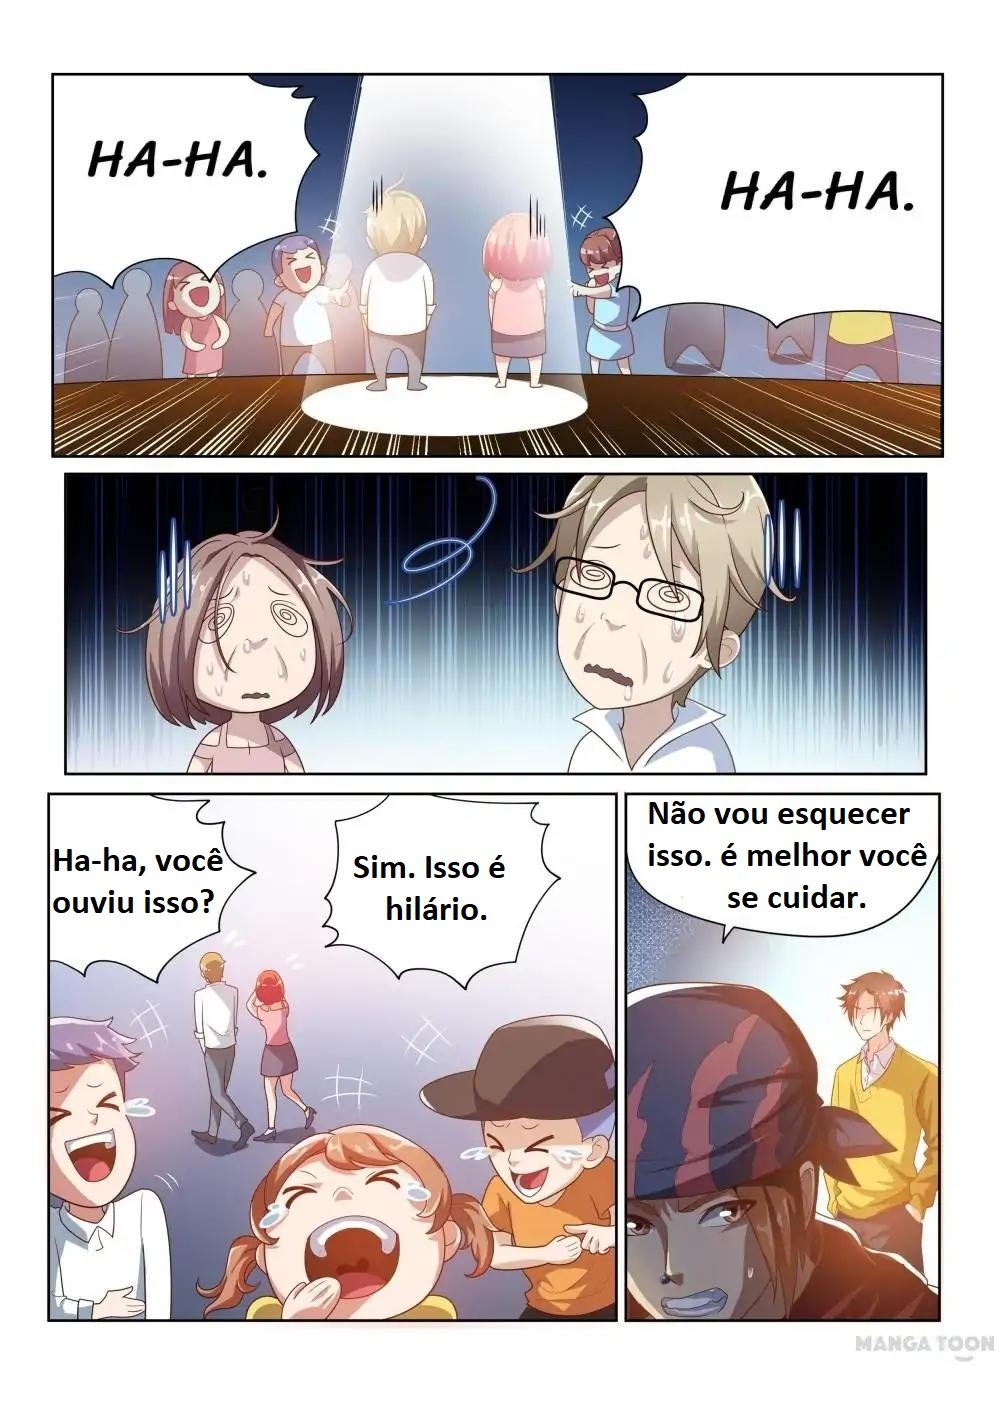 HA-HA.
HA-HA.
Ha-ha, você
ouviu isso?
Sim. Isso é
hilário.
Não vou esquecer
isso. é melhor você
se cuidar.
MANGA TOON